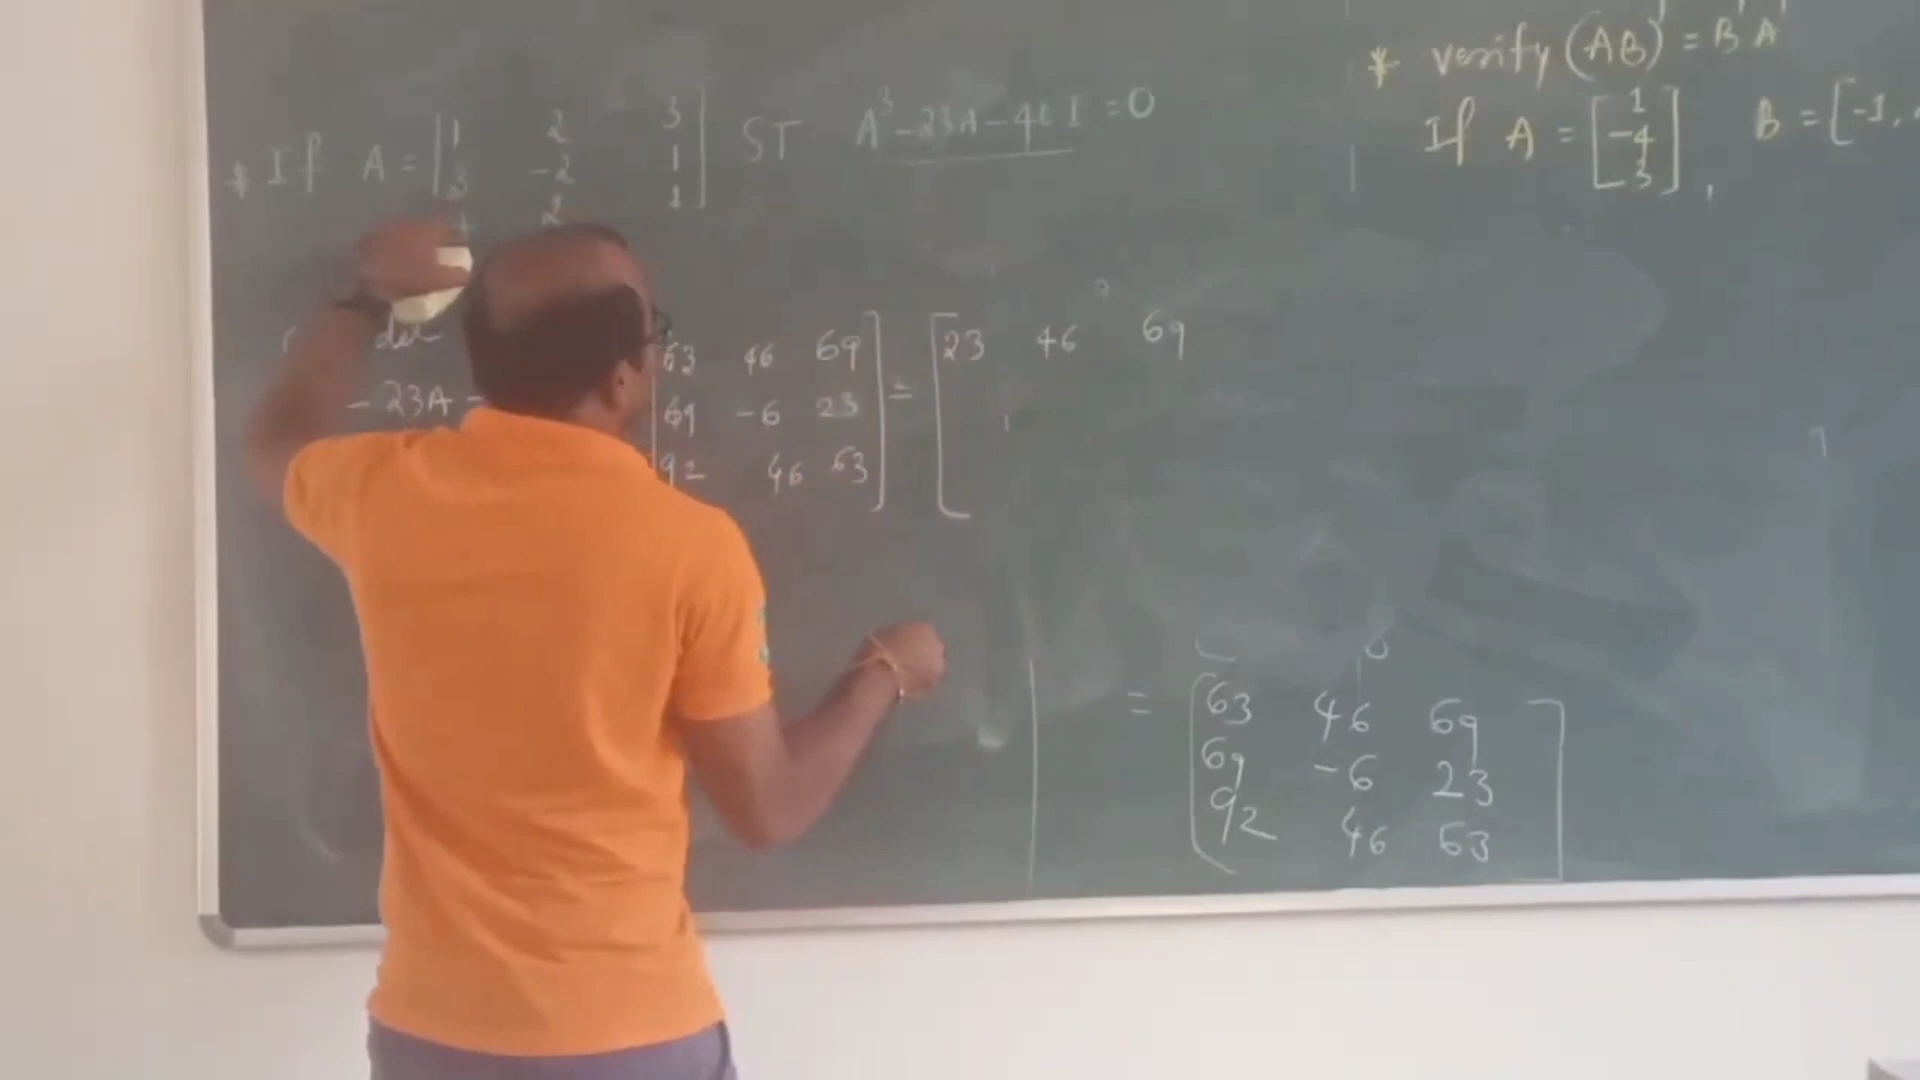 * If A = [1 2 3 ST A³ - 23A - 40I = 0
3 -2 1
4 2 1]
- 23A -
63 46 69] = [23 46 69
69 -6 23
92 46 63
= [63 46 69
69 -6 23
92 46 63]
* verify (AB)' = B'A'
If A = [1
-4
3], B = [-1,